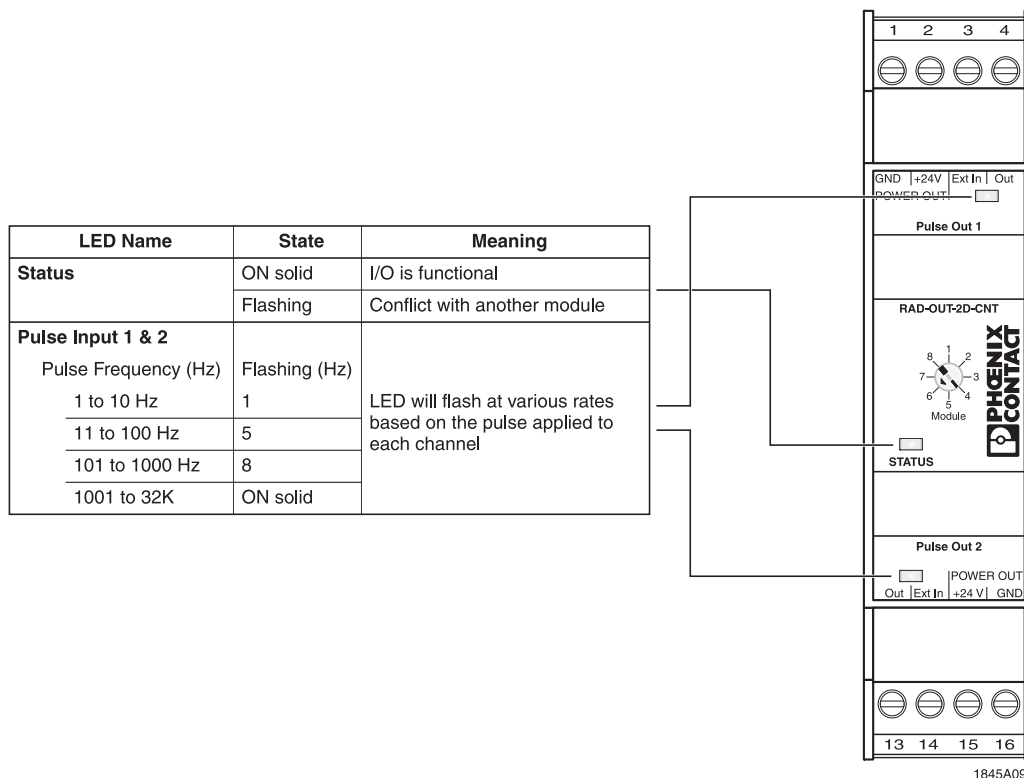 1 2 3 4
GND +24V Ext In Out
POWER OUT
Pulse Out 1
LED Name State Meaning
Status ON solid I/O is functional
Flashing Conflict with another module
Pulse Input 1 & 2
Pulse Frequency (Hz) Flashing (Hz)
1 to 10 Hz 1
11 to 100 Hz 5
101 to 1000 Hz 8
1001 to 32K ON solid
LED will flash at various rates
based on the pulse applied to
each channel
RAD-OUT-2D-CNT
1
8 2
7 3
6 4
5
Module
PHŒNIX
CONTACT
STATUS
Pulse Out 2
POWER OUT
Out Ext In +24 V GND
13 14 15 16
1845A09